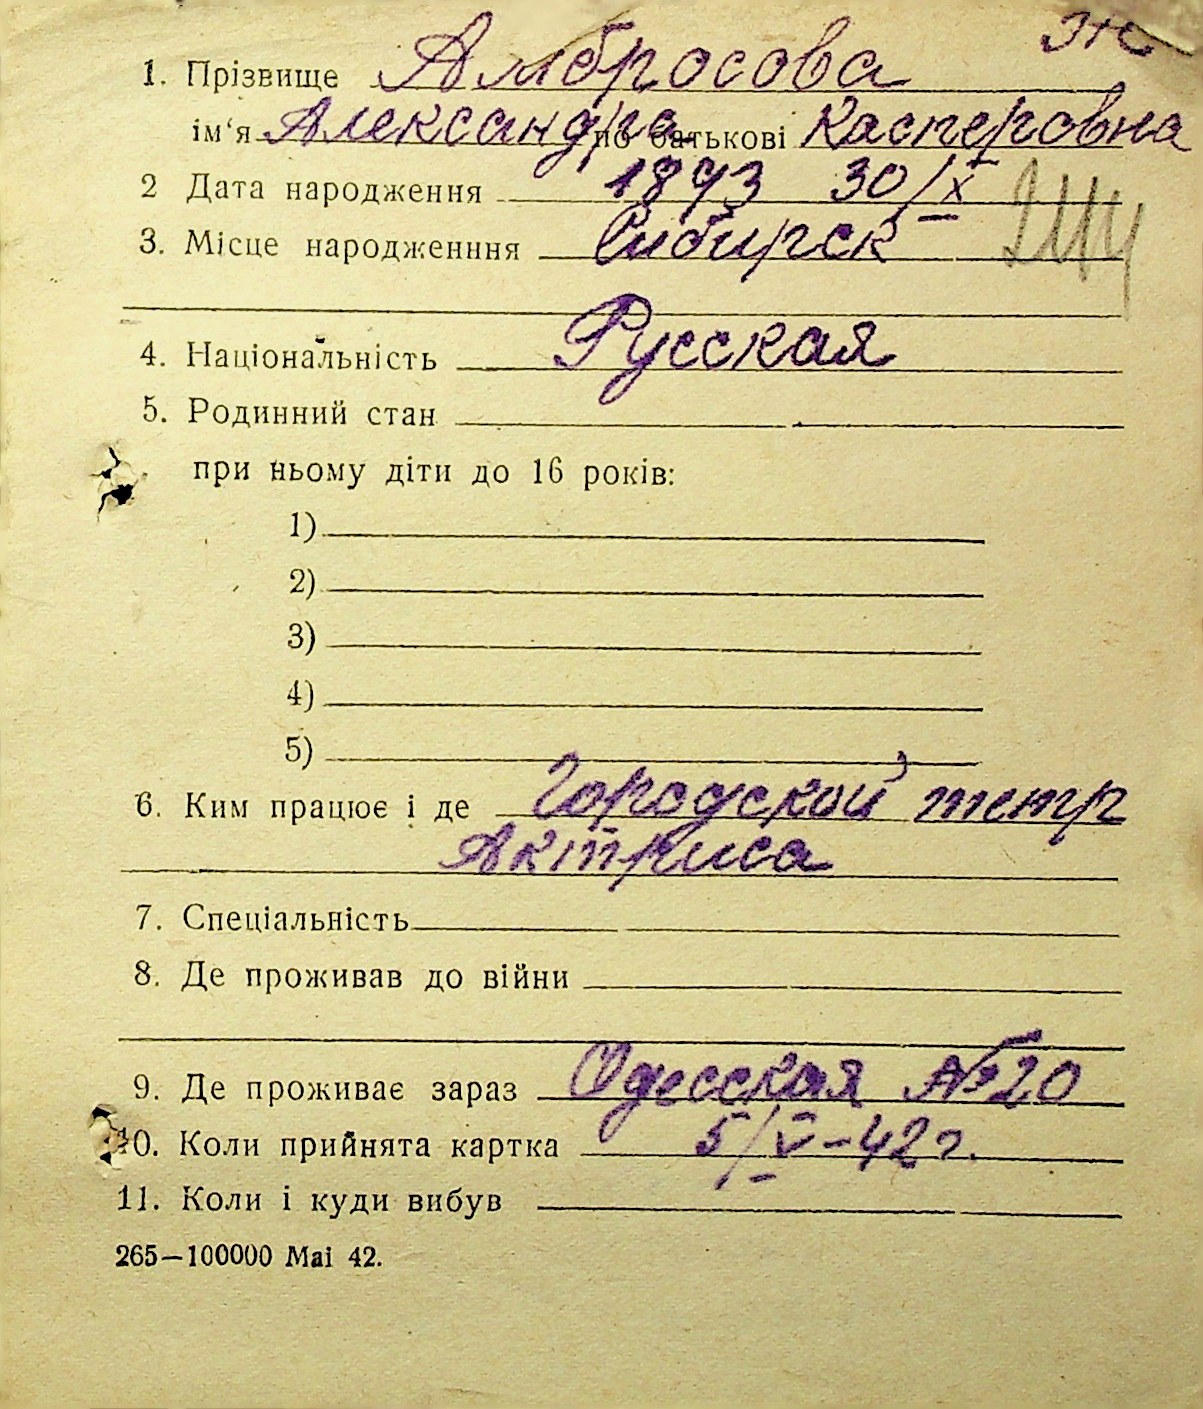 1. Прізвище Амбросова
ім‘я Александра по батькові Касперовна
2 Дата народження 1893 30/X
3. Місце народженння Симбирск
4. Національність Русская
5. Родинний стан
при ньому діти до 16 років:
1)
2)
3)
4)
5)
6. Ким працює і де Городской театр
Актриса
7. Спеціальність
8. Де проживав до війни
9. Де проживає зараз Одесская №20
10. Коли прийнята картка 5/V-42 г.
11. Коли і куди вибув
265—100000 Mai 42.